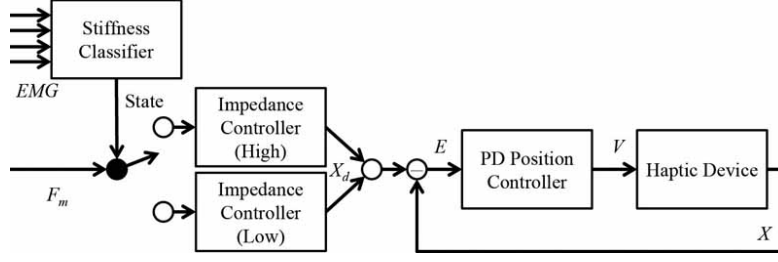 Stiffness
Classifier
EMG
State
F_m
Impedance
Controller
(High)
Impedance
Controller
(Low)
X_d
−
E
PD Position
Controller
V
Haptic Device
X